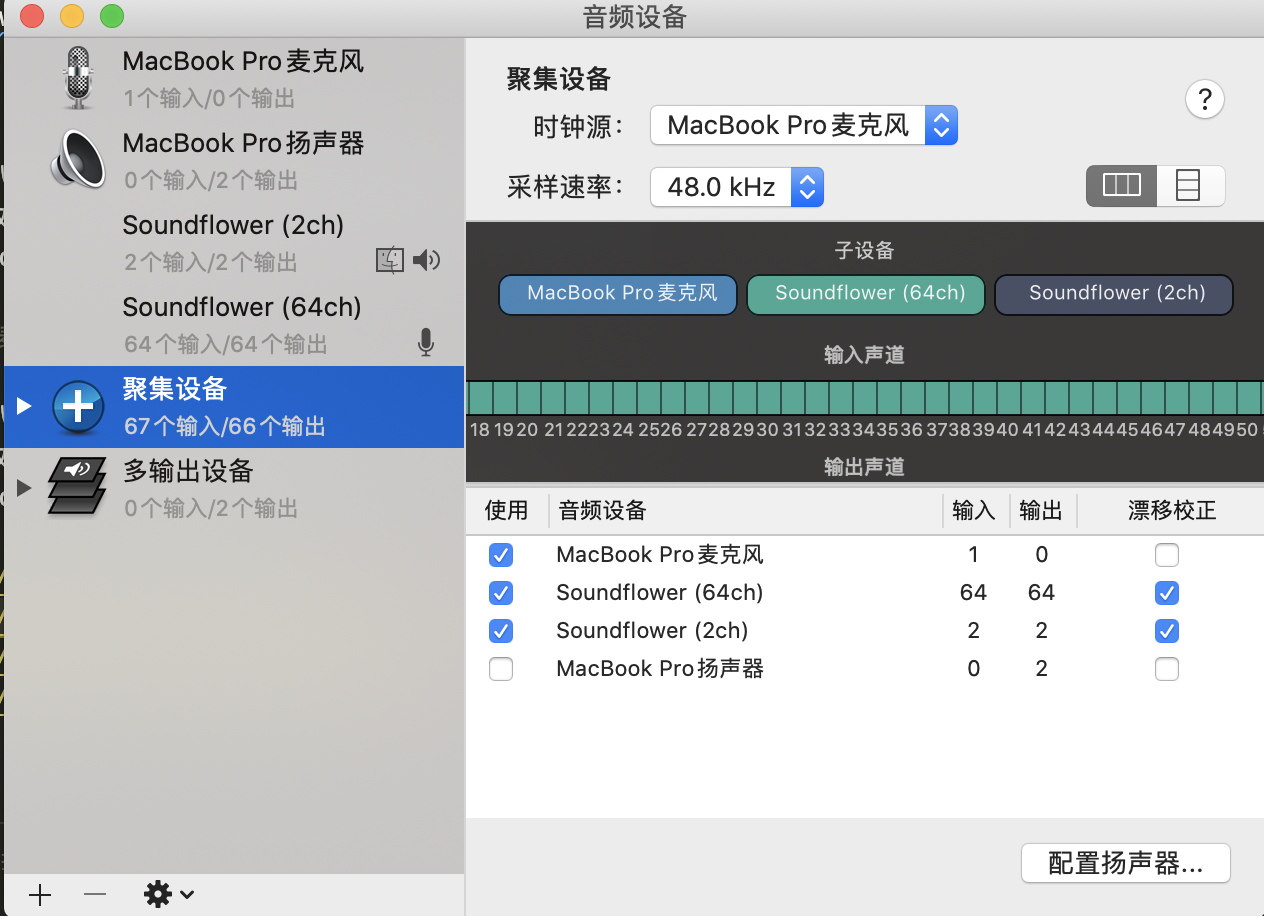 音频设备
MacBook Pro麦克风
1个输入/0个输出
MacBook Pro扬声器
0个输入/2个输出
Soundflower (2ch)
2个输入/2个输出
Soundflower (64ch)
64个输入/64个输出
聚集设备
67个输入/66个输出
多输出设备
0个输入/2个输出
聚集设备
?
时钟源： MacBook Pro麦克风
采样速率： 48.0 kHz
子设备
MacBook Pro麦克风 Soundflower (64ch) Soundflower (2ch)
输入声道
18 19 20 21 22 23 24 25 26 27 28 29 30 31 32 33 34 35 36 37 38 39 40 41 42 43 44 45 46 47 48 49 50
输出声道
使用 音频设备 输入 输出 漂移校正
MacBook Pro麦克风 1 0
Soundflower (64ch) 64 64
Soundflower (2ch) 2 2
MacBook Pro扬声器 0 2
配置扬声器...